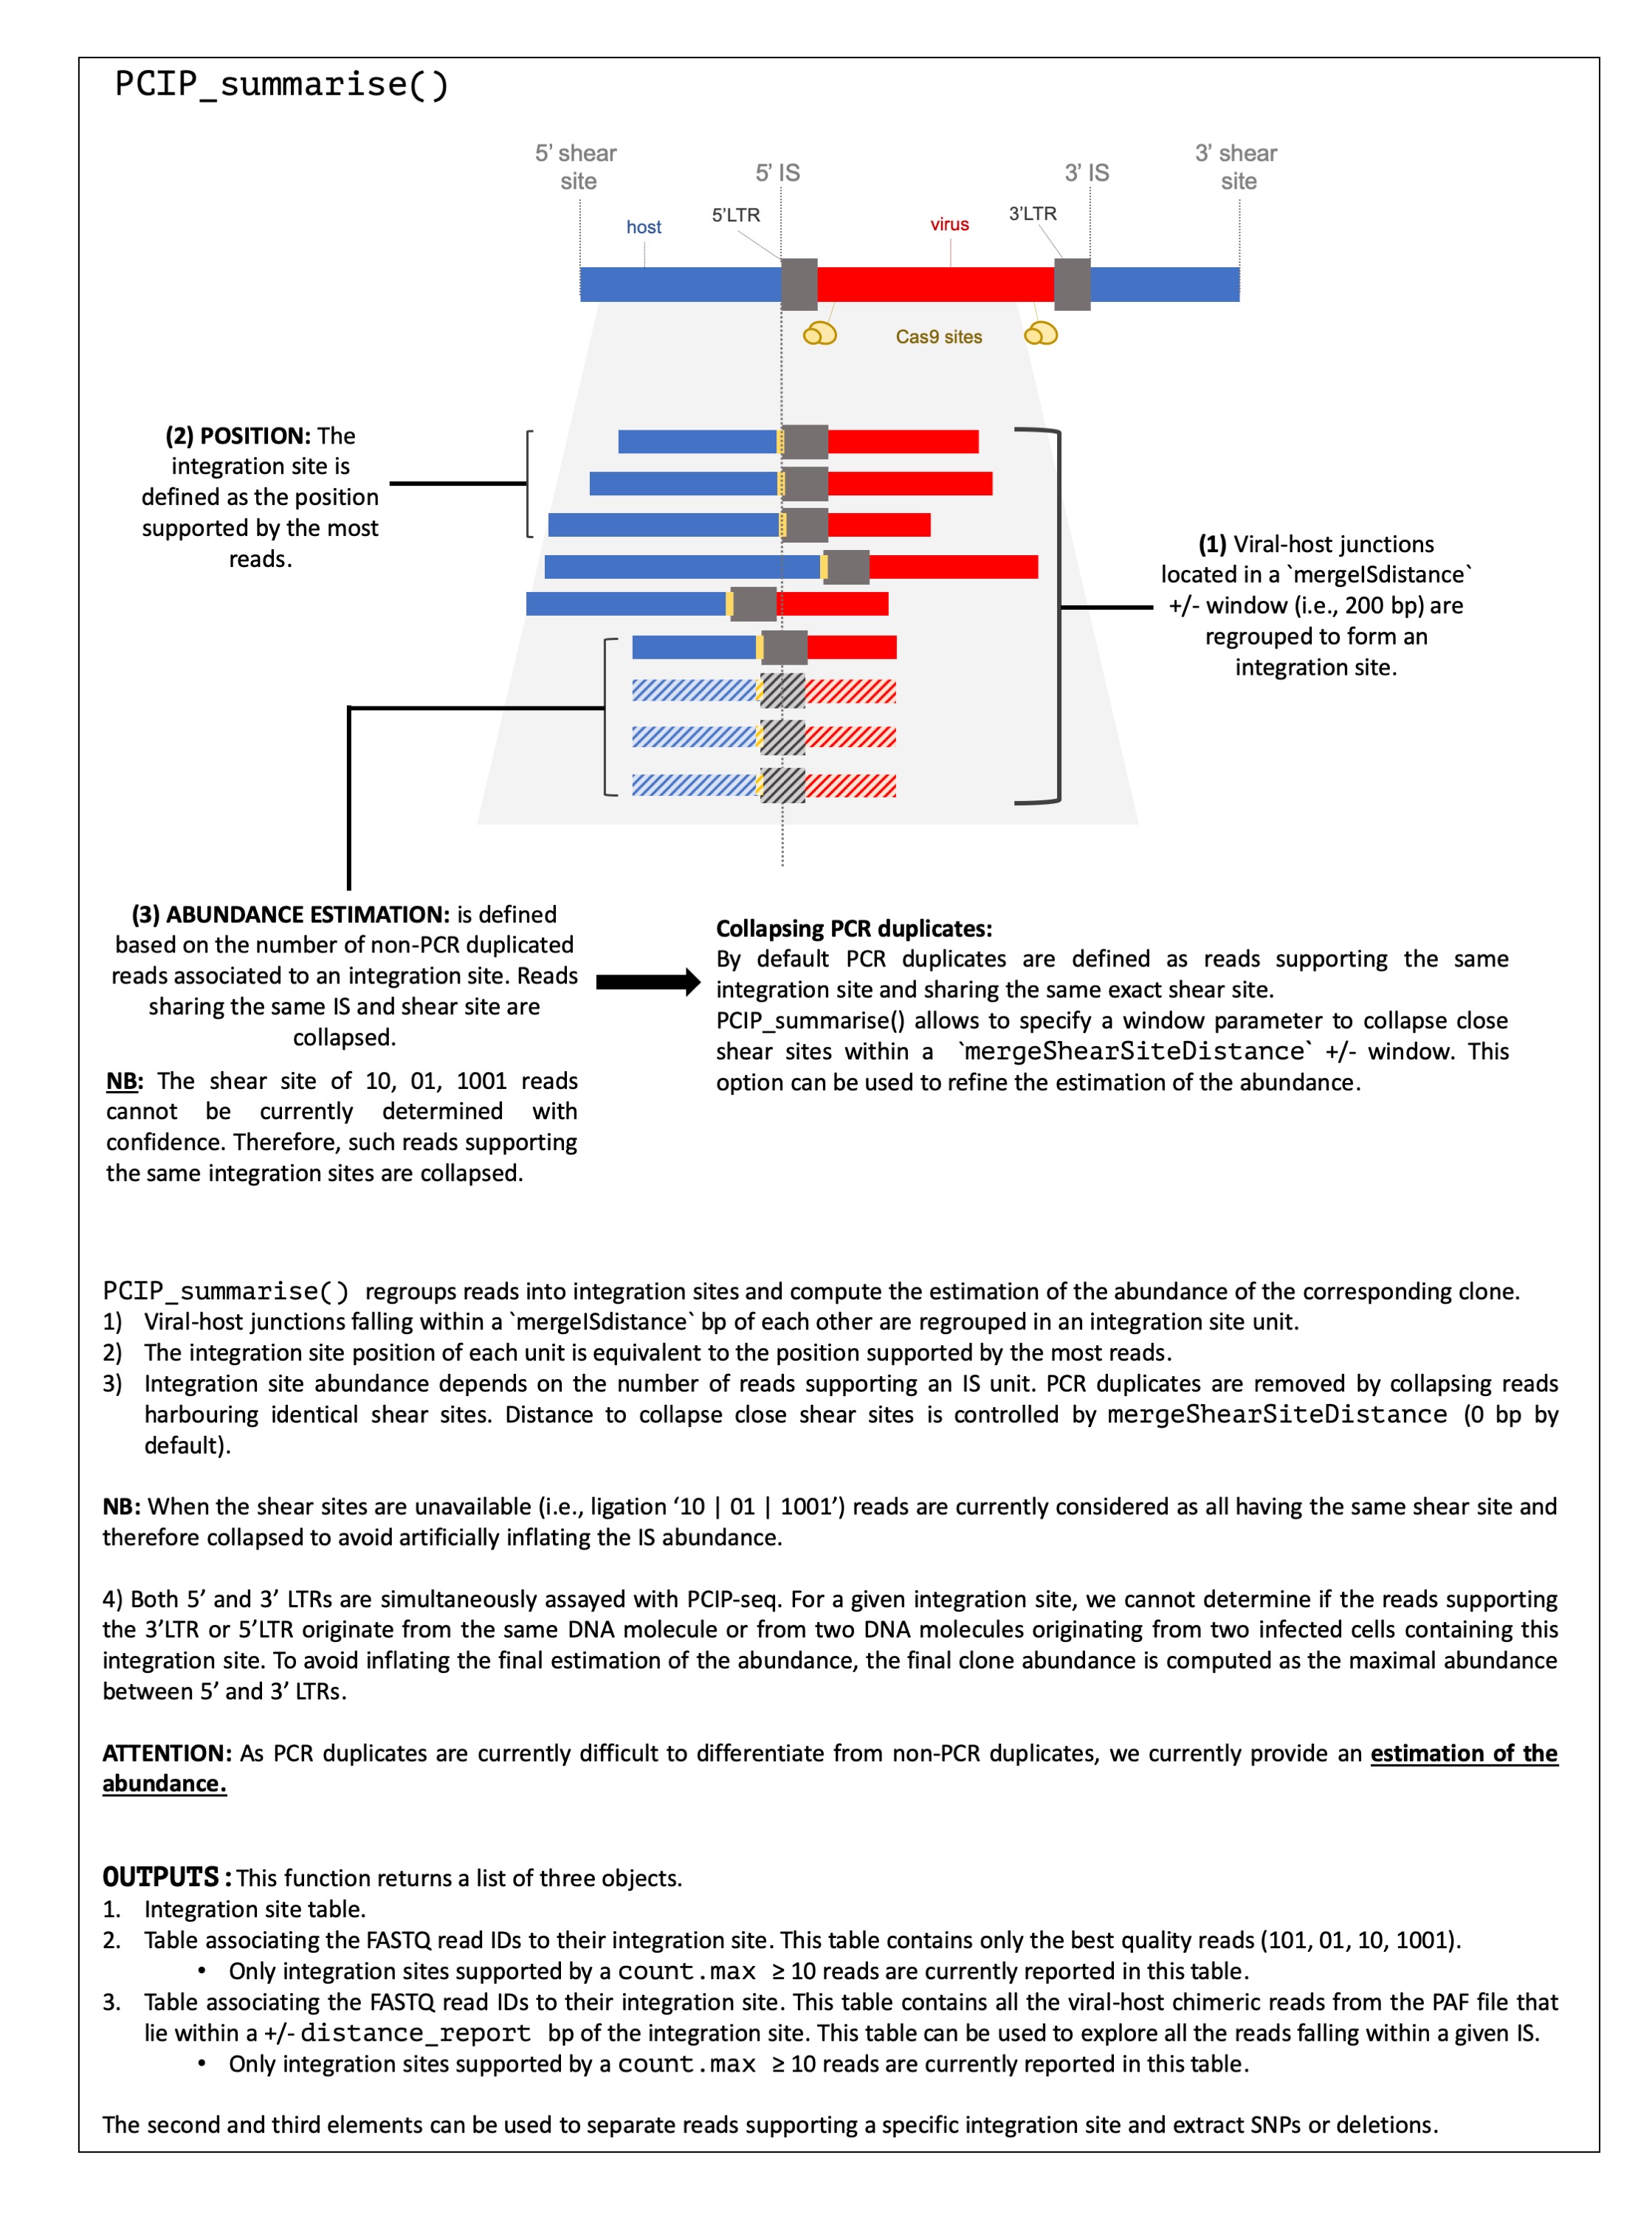 PCIP_summarise()
5’ shear
site
5’ IS
3’ IS
3’ shear
site
5’LTR
3’LTR
host
virus
Cas9 sites
(2) POSITION: The
integration site is
defined as the position
supported by the most
reads.
(1) Viral-host junctions
located in a `mergeISdistance`
+/- window (i.e., 200 bp) are
regrouped to form an
integration site.
(3) ABUNDANCE ESTIMATION: is defined
based on the number of non-PCR duplicated
reads associated to an integration site. Reads
sharing the same IS and shear site are
collapsed.
NB: The shear site of 10, 01, 1001 reads
cannot be currently determined with
confidence. Therefore, such reads supporting
the same integration sites are collapsed.
Collapsing PCR duplicates:
By default PCR duplicates are defined as reads supporting the same
integration site and sharing the same exact shear site.
PCIP_summarise() allows to specify a window parameter to collapse close
shear sites within a `mergeShearSiteDistance` +/- window. This
option can be used to refine the estimation of the abundance.
PCIP_summarise() regroups reads into integration sites and compute the estimation of the abundance of the corresponding clone.
1) Viral-host junctions falling within a `mergeISdistance` bp of each other are regrouped in an integration site unit.
2) The integration site position of each unit is equivalent to the position supported by the most reads.
3) Integration site abundance depends on the number of reads supporting an IS unit. PCR duplicates are removed by collapsing reads
harbouring identical shear sites. Distance to collapse close shear sites is controlled by mergeShearSiteDistance (0 bp by
default).
NB: When the shear sites are unavailable (i.e., ligation ‘10 | 01 | 1001’) reads are currently considered as all having the same shear site and
therefore collapsed to avoid artificially inflating the IS abundance.
4) Both 5’ and 3’ LTRs are simultaneously assayed with PCIP-seq. For a given integration site, we cannot determine if the reads supporting
the 3’LTR or 5’LTR originate from the same DNA molecule or from two DNA molecules originating from two infected cells containing this
integration site. To avoid inflating the final estimation of the abundance, the final clone abundance is computed as the maximal abundance
between 5’ and 3’ LTRs.
ATTENTION: As PCR duplicates are currently difficult to differentiate from non-PCR duplicates, we currently provide an estimation of the
abundance.
OUTPUTS: This function returns a list of three objects.
1. Integration site table.
2. Table associating the FASTQ read IDs to their integration site. This table contains only the best quality reads (101, 01, 10, 1001).
• Only integration sites supported by a count.max ≥ 10 reads are currently reported in this table.
3. Table associating the FASTQ read IDs to their integration site. This table contains all the viral-host chimeric reads from the PAF file that
lie within a +/- distance_report bp of the integration site. This table can be used to explore all the reads falling within a given IS.
• Only integration sites supported by a count.max ≥ 10 reads are currently reported in this table.
The second and third elements can be used to separate reads supporting a specific integration site and extract SNPs or deletions.